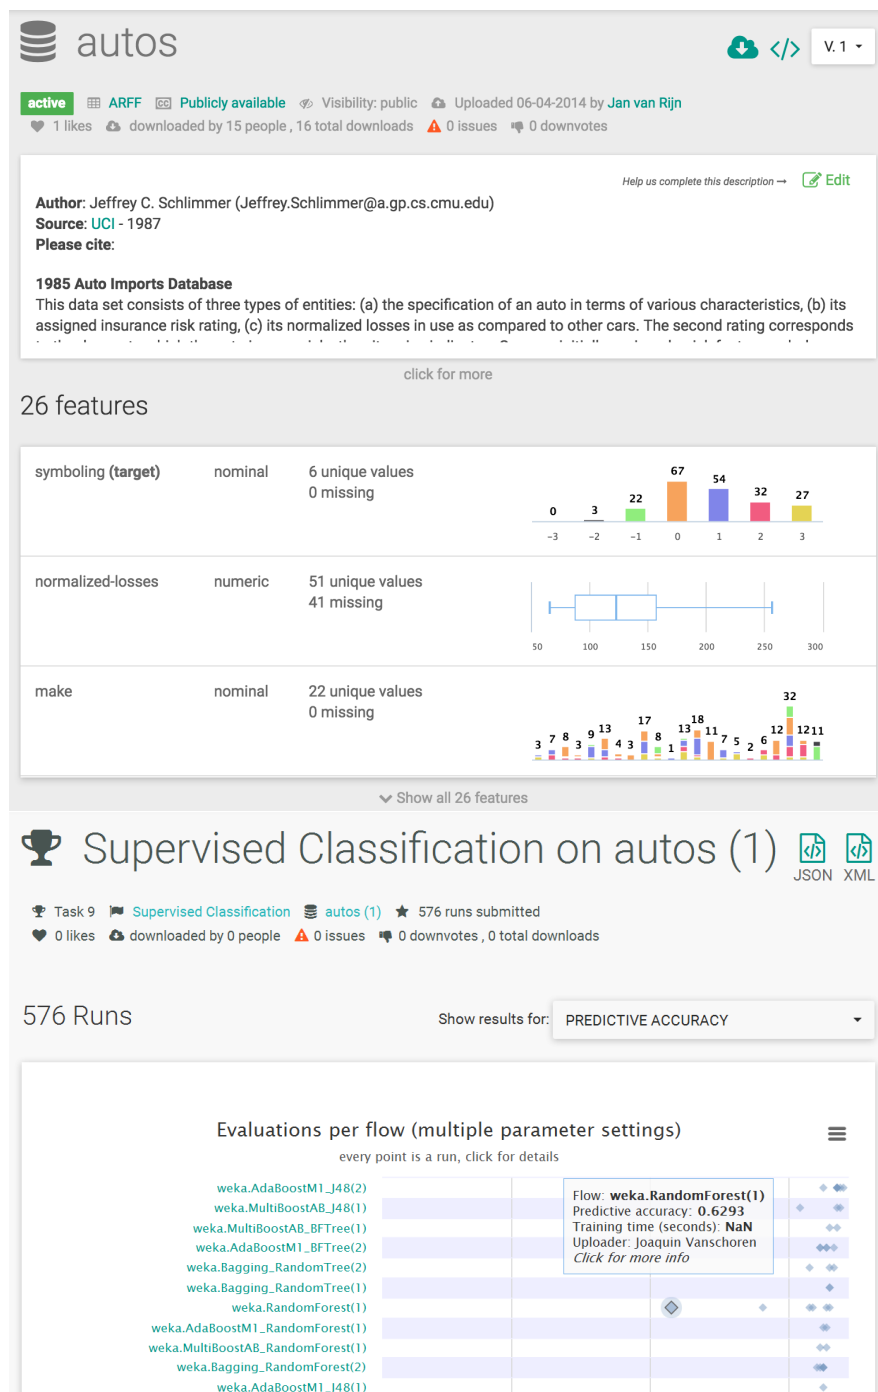 autos
V. 1
active ARFF Publicly available Visibility: public Uploaded 06-04-2014 by Jan van Rijn
1 likes downloaded by 15 people , 16 total downloads 0 issues 0 downvotes
Help us complete this description → Edit
Author: Jeffrey C. Schlimmer (Jeffrey.Schlimmer@a.gp.cs.cmu.edu)
Source: UCI - 1987
Please cite:
1985 Auto Imports Database
This data set consists of three types of entities: (a) the specification of an auto in terms of various characteristics, (b) its
assigned insurance risk rating, (c) its normalized losses in use as compared to other cars. The second rating corresponds
click for more
26 features
symboling (target) nominal 6 unique values
0 missing
0 3 22 67 54 32 27
-3 -2 -1 0 1 2 3
normalized-losses numeric 51 unique values
41 missing
50 100 150 200 250 300
make nominal 22 unique values
0 missing
3 7 8 3 9 13 4 3 17 8 1 13 18 11 7 5 2 6 12 32 12 11
Show all 26 features
Supervised Classification on autos (1)
JSON XML
Task 9 Supervised Classification autos (1) 576 runs submitted
0 likes downloaded by 0 people 0 issues 0 downvotes , 0 total downloads
576 Runs
Show results for: PREDICTIVE ACCURACY
Evaluations per flow (multiple parameter settings)
every point is a run, click for details
weka.AdaBoostM1_J48(2)
weka.MultiBoostAB_J48(1)
weka.MultiBoostAB_BFTree(1)
weka.AdaBoostM1_BFTree(2)
weka.Bagging_RandomTree(2)
weka.Bagging_RandomTree(1)
weka.RandomForest(1)
weka.AdaBoostM1_RandomForest(1)
weka.MultiBoostAB_RandomForest(1)
weka.Bagging_RandomForest(2)
weka.AdaBoostM1_J48(1)
Flow: weka.RandomForest(1)
Predictive accuracy: 0.6293
Training time (seconds): NaN
Uploader: Joaquin Vanschoren
Click for more info